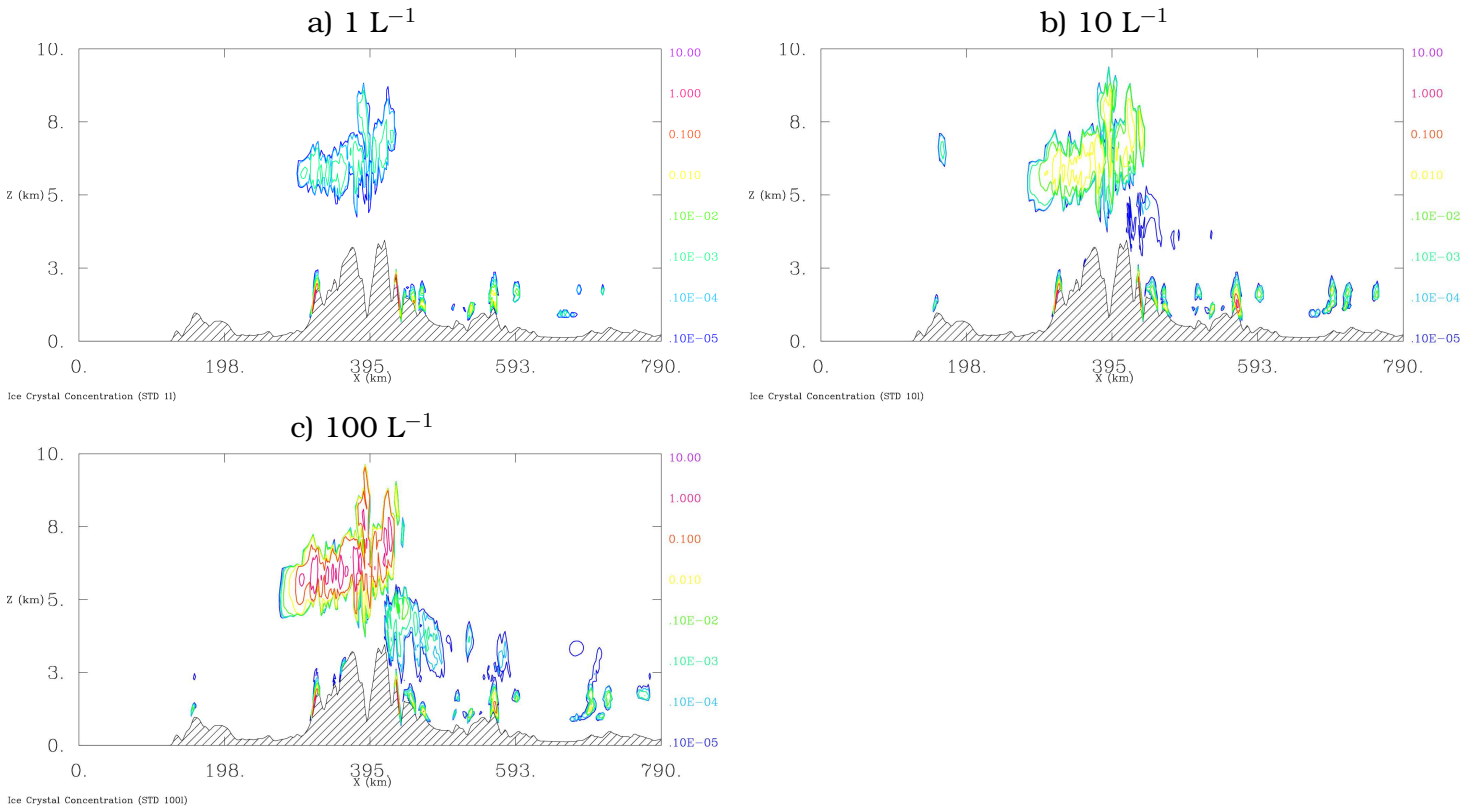 a) 1 L⁻¹
10.
8.
Z (km) 5.
3.
0.
0. 198. 395. 593. 790.
X (km)
10.00
1.000
0.100
0.010
.10E-02
.10E-03
.10E-04
.10E-05
Ice Crystal Concentration (STD 1l)
b) 10 L⁻¹
10.
8.
Z (km) 5.
3.
0.
0. 198. 395. 593. 790.
X (km)
10.00
1.000
0.100
0.010
.10E-02
.10E-03
.10E-04
.10E-05
Ice Crystal Concentration (STD 10l)
c) 100 L⁻¹
10.
8.
Z (km) 5.
3.
0.
0. 198. 395. 593. 790.
X (km)
10.00
1.000
0.100
0.010
.10E-02
.10E-03
.10E-04
.10E-05
Ice Crystal Concentration (STD 100l)